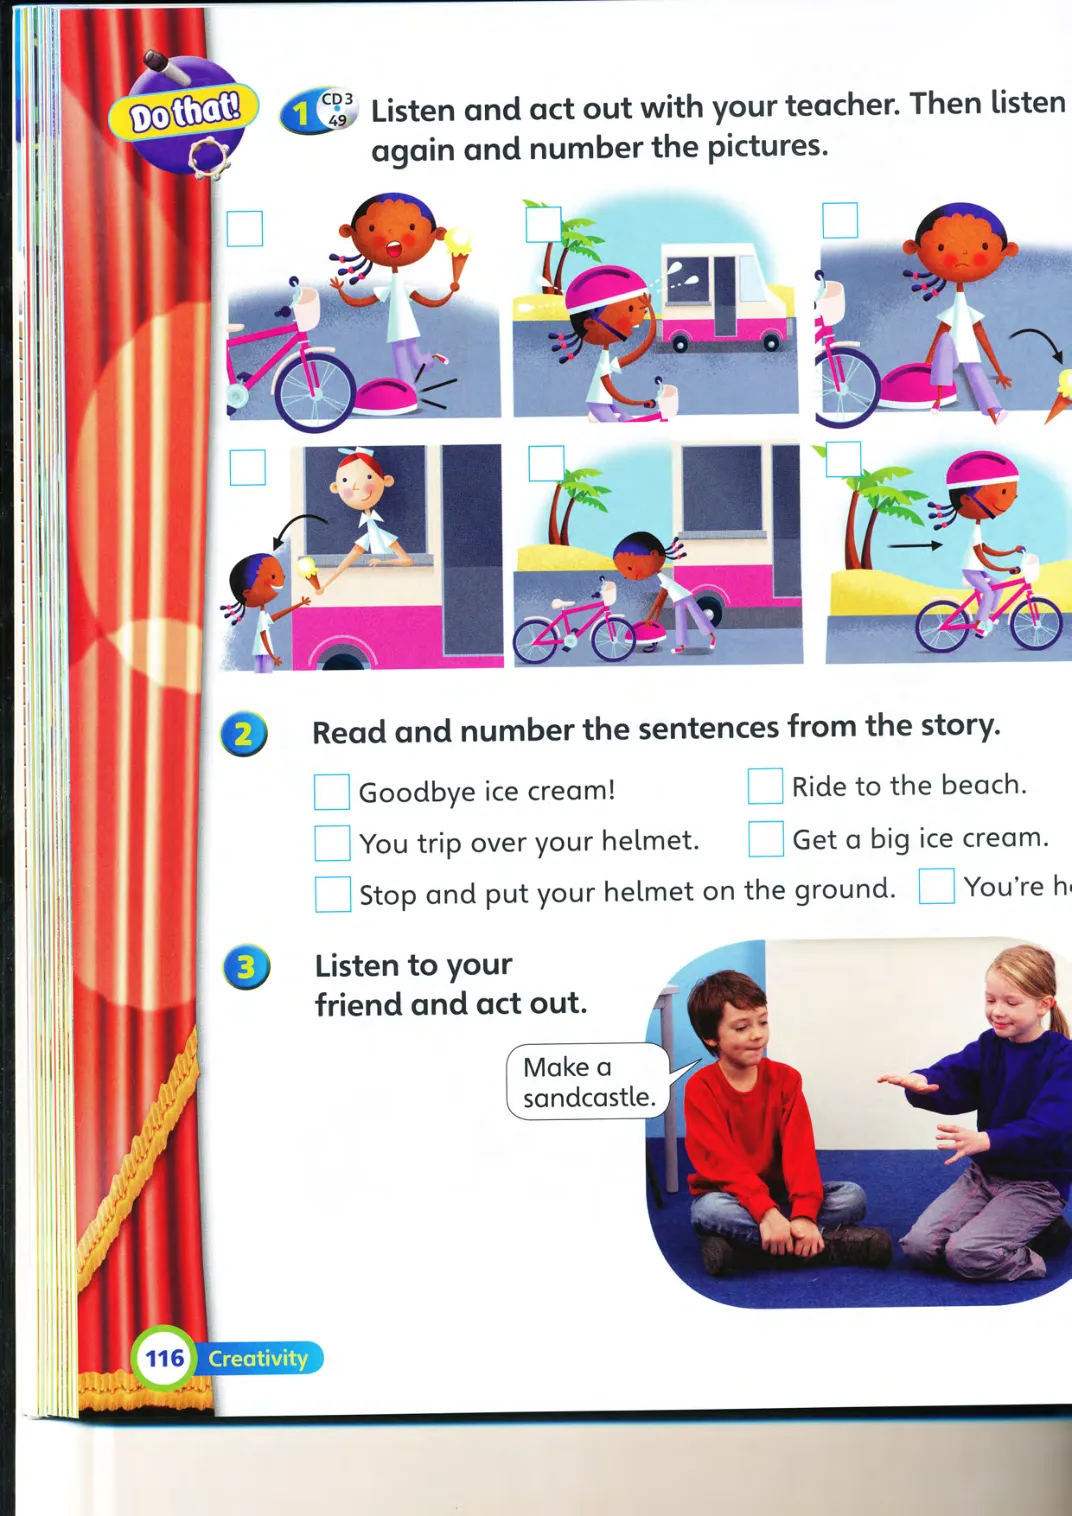 Do that!
1 CD3 49 Listen and act out with your teacher. Then listen
again and number the pictures.
2 Read and number the sentences from the story.
Goodbye ice cream! Ride to the beach.
You trip over your helmet. Get a big ice cream.
Stop and put your helmet on the ground. You're
3 Listen to your
friend and act out.
Make a
sandcastle.
116 Creativity